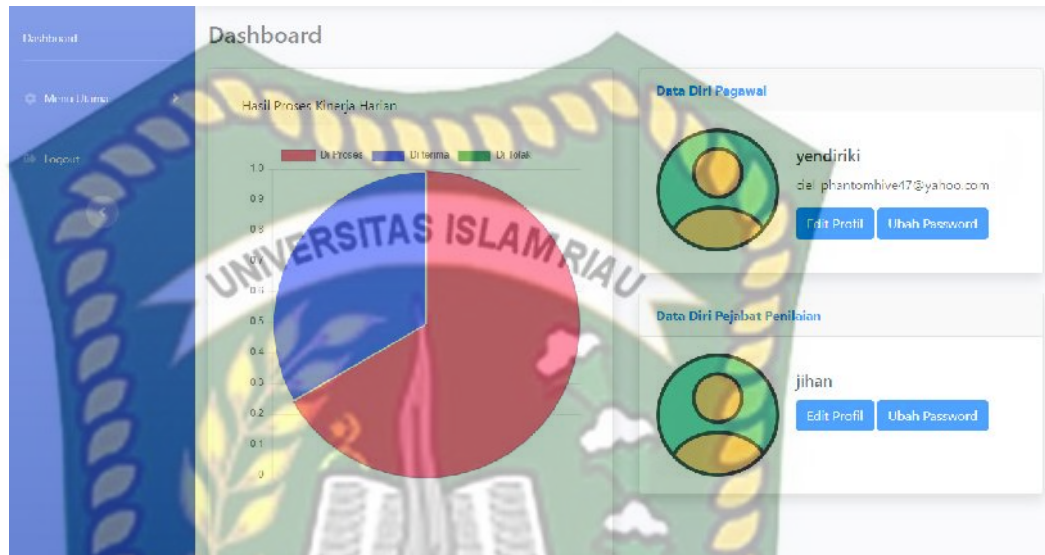 Dashboard
Menu Utama
Logout
Dashboard
Hasil Proses Kinerja Harian
Di Proses Di terima Di Tolak
1.0
0.9
0.8
0.7
0.6
0.5
0.4
0.3
0.2
0.1
0
UNIVERSITAS ISLAM RIAU
Data Diri Pegawai
yendiriki
phantomhive47@yahoo.com
Edit Profil Ubah Password
Data Diri Pejabat Penilaian
jihan
Edit Profil Ubah Password